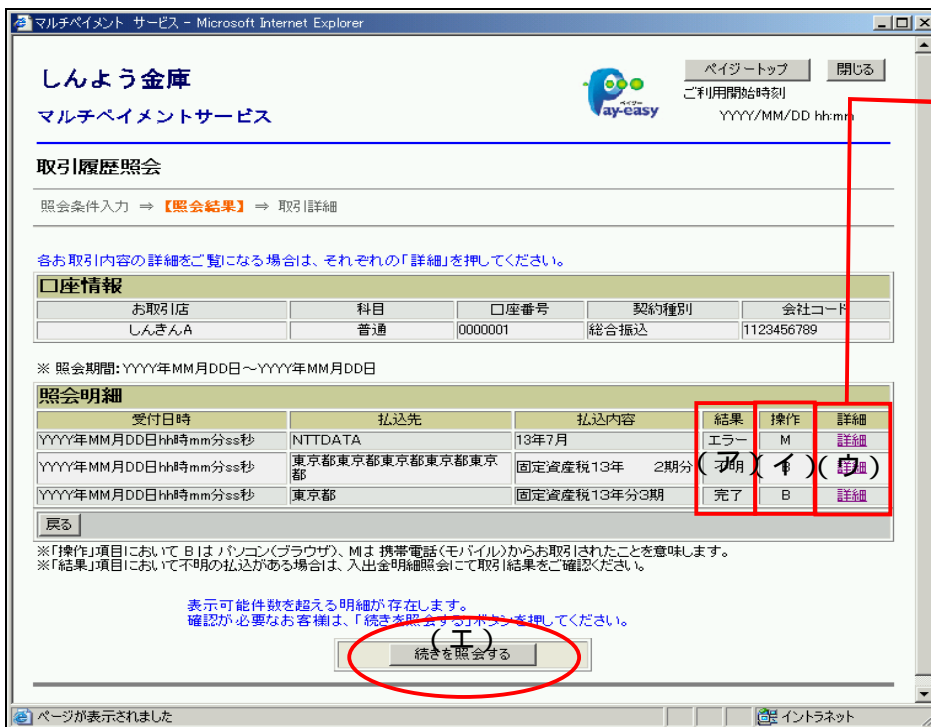 マルチペイメント サービス - Microsoft Internet Explorer
しんよう金庫
マルチペイメントサービス
Pay-easy
ペイジー
ペイジートップ 閉じる
ご利用開始時刻
YYYY/MM/DD hh:mm
取引履歴照会
照会条件入力 ⇒ 【照会結果】 ⇒ 取引詳細
各お取引内容の詳細をご覧になる場合は、それぞれの「詳細」を押してください。
口座情報
お取引店 科目 口座番号 契約種別 会社コード
しんきんA 普通 0000001 総合振込 1123456789
※ 照会期間:YYYY年MM月DD日~YYYY年MM月DD日
照会明細
受付日時 払込先 払込内容 結果 操作 詳細
YYYY年MM月DD日hh時mm分ss秒 NTTDATA 13年7月 エラー M 詳細
YYYY年MM月DD日hh時mm分ss秒 東京都東京都東京都東京都東京都 固定資産税13年 2期分 不明 B 詳細
(ア) (イ) (ウ)
YYYY年MM月DD日hh時mm分ss秒 東京都 固定資産税13年分3期 完了 B 詳細
戻る
※「操作」項目において Bは パソコン(ブラウザ)、Mは 携帯電話(モバイル)からお取引されたことを意味します。
※「結果」項目において不明の払込がある場合は、入出金明細照会にて取引結果をご確認ください。
表示可能件数を超える明細が存在します。
確認が必要なお客様は、「続きを照会する」ボタンを押してください。
(エ)
続きを照会する
ページが表示されました イントラネット